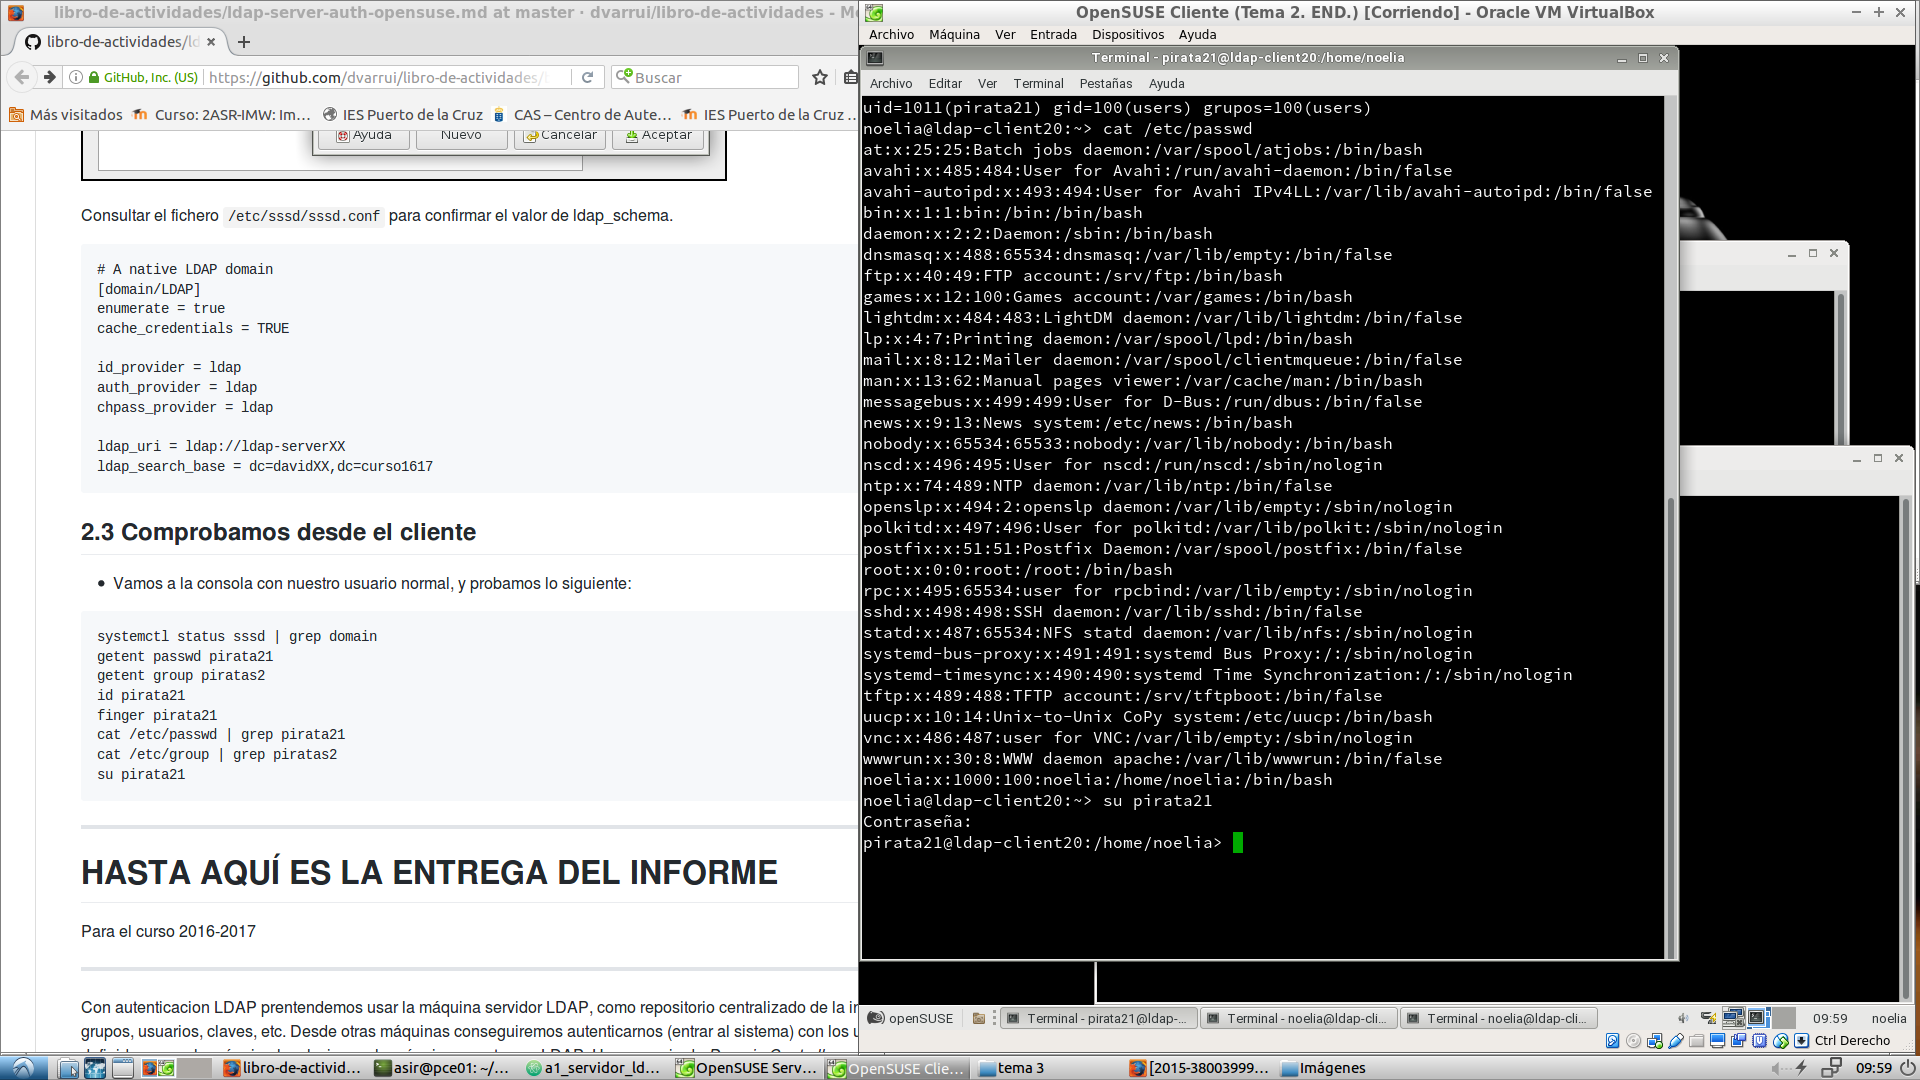 libro-de-actividades/ldap-server-auth-opensuse.md at master · dvarrui/libro-de-actividades - Mo
libro-de-actividades/ld
GitHub, Inc. (US)
https://github.com/dvarrui/libro-de-actividades/
Buscar
Más visitados
Curso: 2ASR-IMW: Im...
IES Puerto de la Cruz
CAS – Centro de Aute...
IES Puerto de la Cruz ...
Ayuda
Nuevo
Cancelar
Aceptar
Consultar el fichero /etc/sssd/sssd.conf para confirmar el valor de ldap_schema.
# A native LDAP domain
[domain/LDAP]
enumerate = true
cache_credentials = TRUE
id_provider = ldap
auth_provider = ldap
chpass_provider = ldap
ldap_uri = ldap://ldap-serverXX
ldap_search_base = dc=davidXX,dc=curso1617
2.3 Comprobamos desde el cliente
• Vamos a la consola con nuestro usuario normal, y probamos lo siguiente:
systemctl status sssd | grep domain
getent passwd pirata21
getent group piratas2
id pirata21
finger pirata21
cat /etc/passwd | grep pirata21
cat /etc/group | grep piratas2
su pirata21
HASTA AQUÍ ES LA ENTREGA DEL INFORME
Para el curso 2016-2017
Con autenticacion LDAP prentendemos usar la máquina servidor LDAP, como repositorio centralizado de la in
grupos, usuarios, claves, etc. Desde otras máquinas conseguiremos autenticarnos (entrar al sistema) con los u
OpenSUSE Cliente (Tema 2. END.) [Corriendo] - Oracle VM VirtualBox
Archivo Máquina Ver Entrada Dispositivos Ayuda
Terminal - pirata21@ldap-client20:/home/noelia
Archivo Editar Ver Terminal Pestañas Ayuda
uid=1011(pirata21) gid=100(users) grupos=100(users)
noelia@ldap-client20:~> cat /etc/passwd
at:x:25:25:Batch jobs daemon:/var/spool/atjobs:/bin/bash
avahi:x:485:484:User for Avahi:/run/avahi-daemon:/bin/false
avahi-autoipd:x:493:494:User for Avahi IPv4LL:/var/lib/avahi-autoipd:/bin/false
bin:x:1:1:bin:/bin:/bin/bash
daemon:x:2:2:Daemon:/sbin:/bin/bash
dnsmasq:x:488:65534:dnsmasq:/var/lib/empty:/bin/false
ftp:x:40:49:FTP account:/srv/ftp:/bin/bash
games:x:12:100:Games account:/var/games:/bin/bash
lightdm:x:484:483:LightDM daemon:/var/lib/lightdm:/bin/false
lp:x:4:7:Printing daemon:/var/spool/lpd:/bin/bash
mail:x:8:12:Mailer daemon:/var/spool/clientmqueue:/bin/false
man:x:13:62:Manual pages viewer:/var/cache/man:/bin/bash
messagebus:x:499:499:User for D-Bus:/run/dbus:/bin/false
news:x:9:13:News system:/etc/news:/bin/bash
nobody:x:65534:65533:nobody:/var/lib/nobody:/bin/bash
nscd:x:496:495:User for nscd:/run/nscd:/sbin/nologin
ntp:x:74:489:NTP daemon:/var/lib/ntp:/bin/false
openslp:x:494:2:openslp daemon:/var/lib/empty:/sbin/nologin
polkitd:x:497:496:User for polkitd:/var/lib/polkit:/sbin/nologin
postfix:x:51:51:Postfix Daemon:/var/spool/postfix:/bin/false
root:x:0:0:root:/root:/bin/bash
rpc:x:495:65534:user for rpcbind:/var/lib/empty:/sbin/nologin
sshd:x:498:498:SSH daemon:/var/lib/sshd:/bin/false
statd:x:487:65534:NFS statd daemon:/var/lib/nfs:/sbin/nologin
systemd-bus-proxy:x:491:491:systemd Bus Proxy:/:/sbin/nologin
systemd-timesync:x:490:490:systemd Time Synchronization:/:/sbin/nologin
tftp:x:489:488:TFTP account:/srv/tftpboot:/bin/false
uucp:x:10:14:Unix-to-Unix CoPy system:/etc/uucp:/bin/bash
vnc:x:486:487:user for VNC:/var/lib/empty:/sbin/nologin
wwwrun:x:30:8:WWW daemon apache:/var/lib/wwwrun:/bin/false
noelia:x:1000:100:noelia:/home/noelia:/bin/bash
noelia@ldap-client20:~> su pirata21
Contraseña:
pirata21@ldap-client20:/home/noelia>
openSUSE
Terminal - pirata21@ldap-...
Terminal - noelia@ldap-cli...
Terminal - noelia@ldap-cli...
09:59
noelia
Ctrl Derecho
libro-de-activid...
asir@pce01: ~/...
a1_servidor_ld...
OpenSUSE Serv...
OpenSUSE Clie...
tema 3
[2015-38003999...
Imágenes
09:59